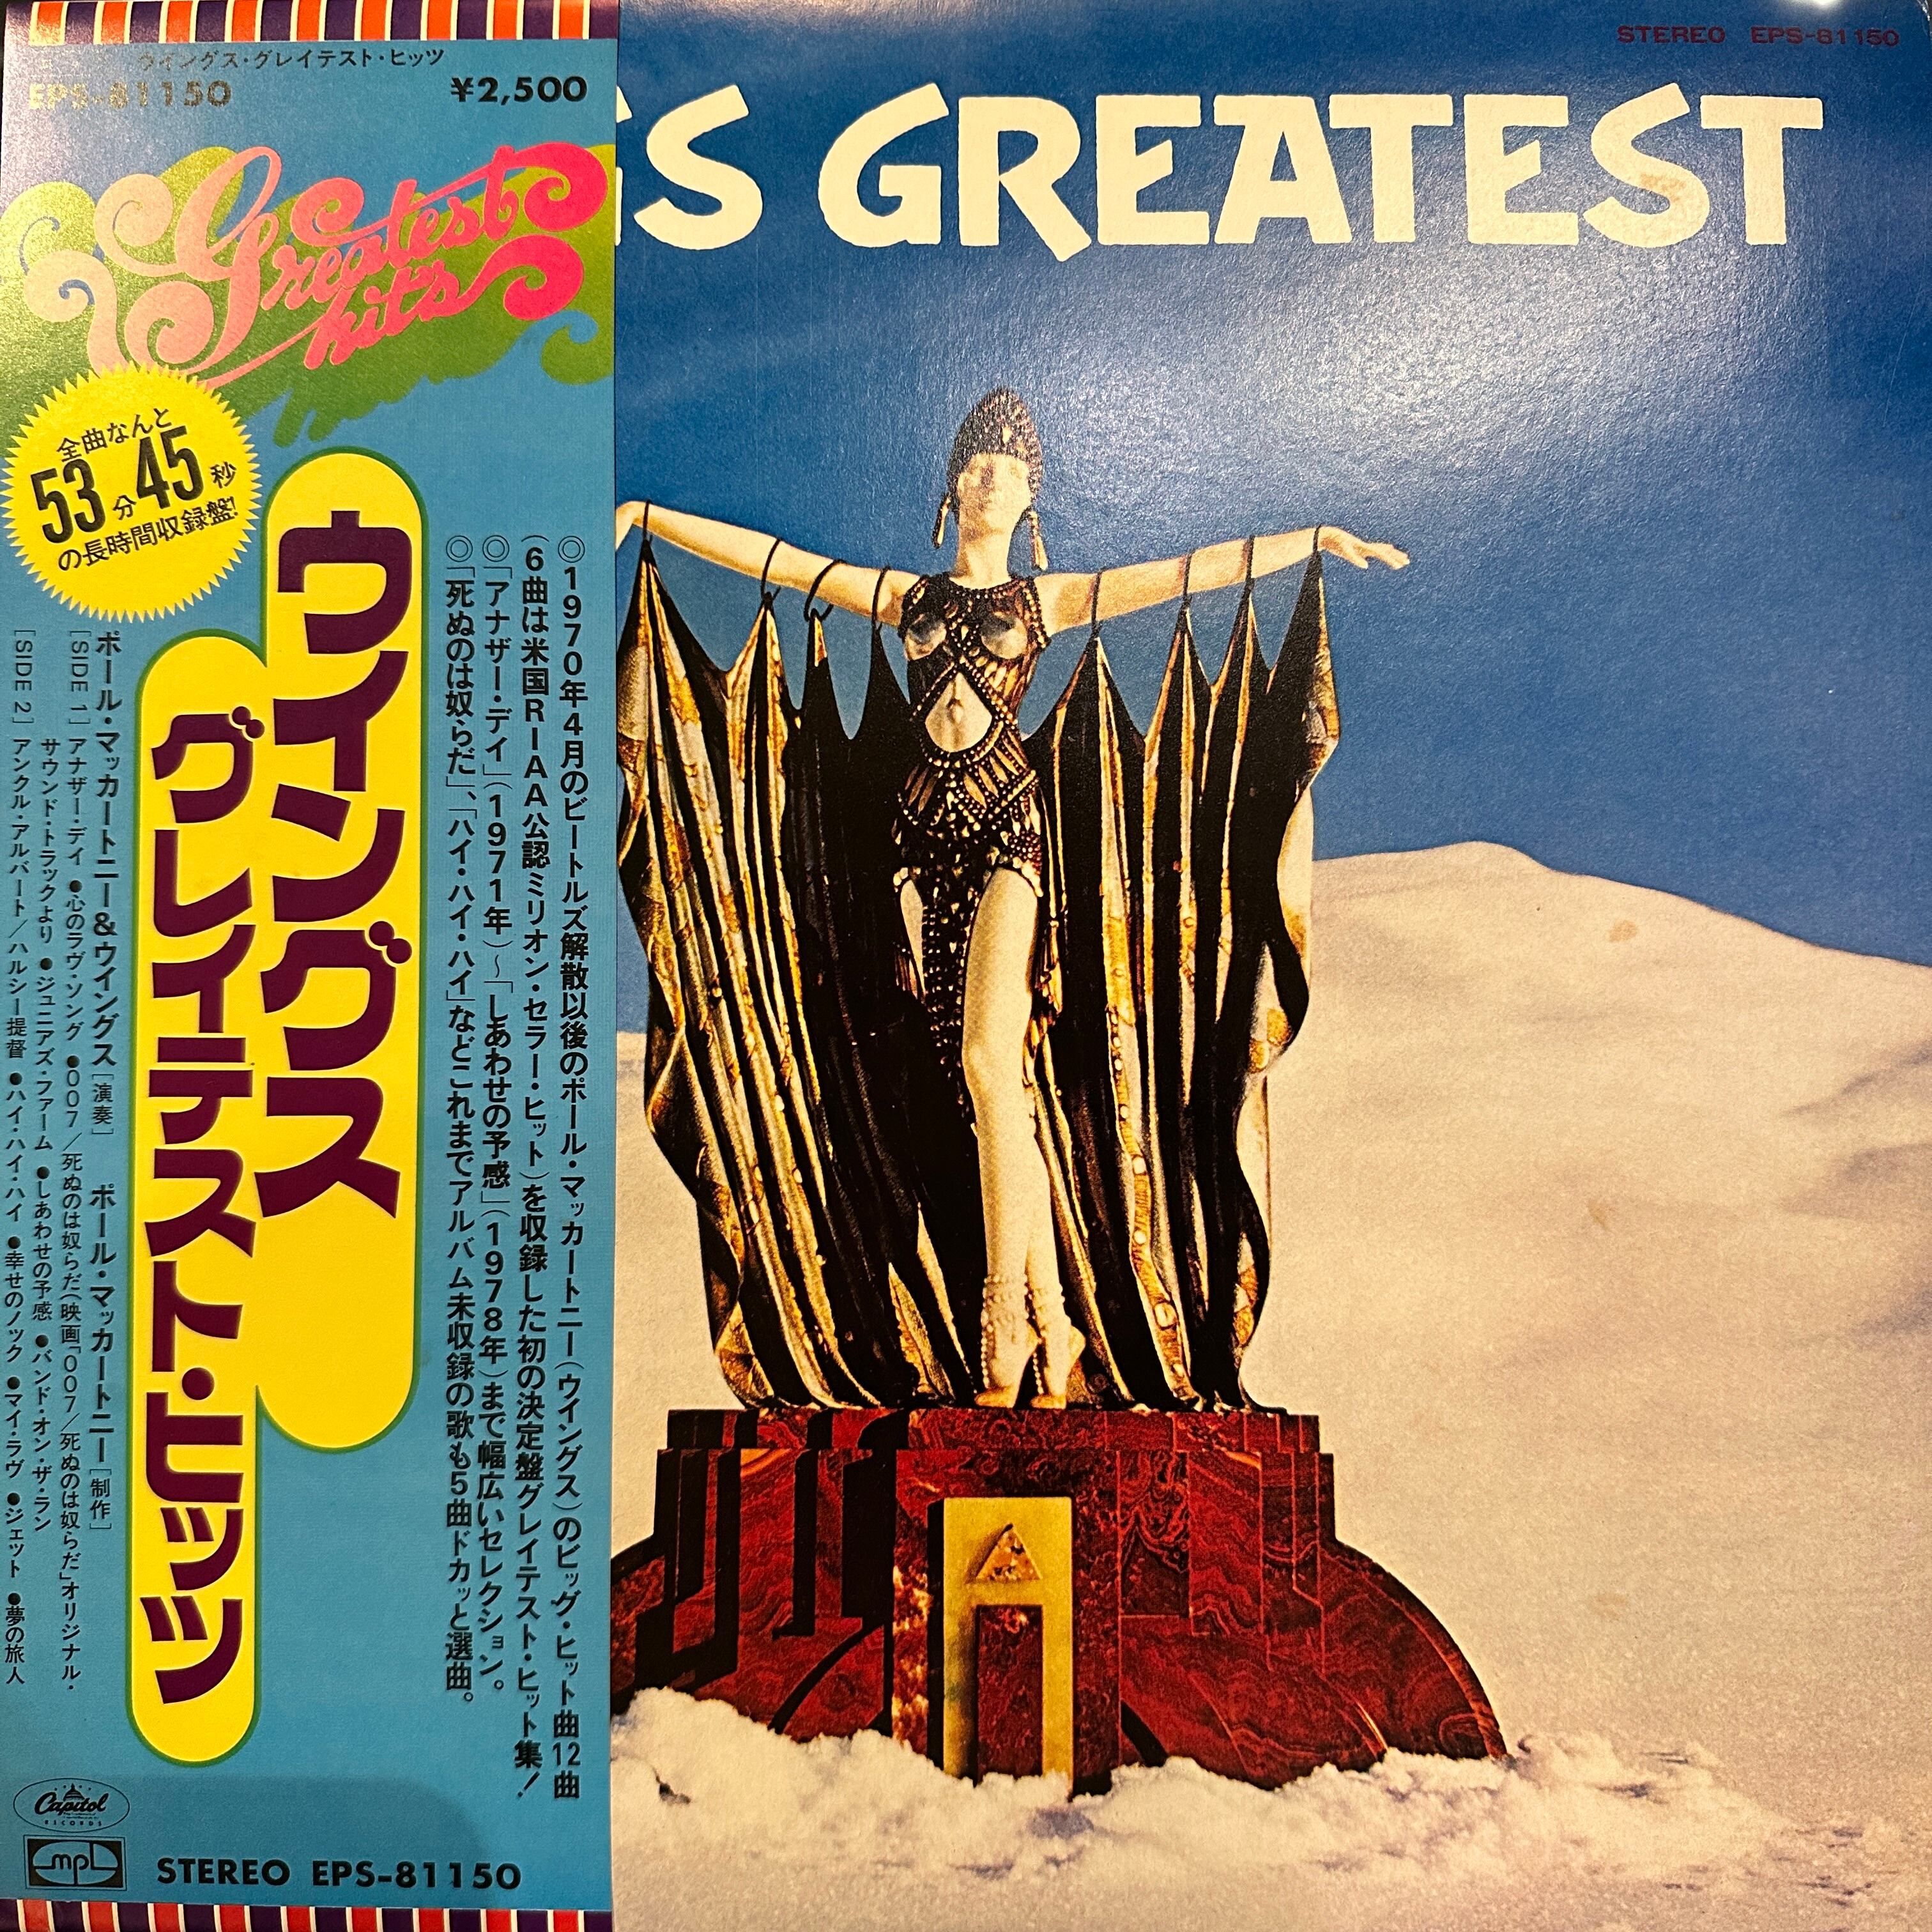 ウイングス・グレイテスト・ヒッツ
EPS-81150
¥2,500
Greatest
hit's
全曲なんと
53分45秒
の長時間収録盤!
ウイングス
グレイテスト・ヒッツ
◎1970年4月のビートルズ解散以後のポール・マッカートニー(ウイングス)のビッグ・ヒット曲12曲
(6曲は米国RIAA公認ミリオン・セラー・ヒット)を収録した初の決定盤グレイテスト・ヒット集!
◎「アナザー・デイ」(1971年)〜「しあわせの予感」(1978年)まで幅広いセレクション。
◎「死ぬのは奴らだ」、「ハイ・ハイ・ハイ」などこれまでアルバム未収録の歌も5曲ドカッと選曲。
ポール・マッカートニー&ウイングス[演奏] ポール・マッカートニー[制作]
[SIDE 1]アナザー・デイ ●心のラヴ・ソング ●007/死ぬのは奴らだ(映画「007/死ぬのは奴らだ」オリジナル・
サウンド・トラックより ●ジュニアズ・ファーム ●しあわせの予感 ●バンド・オン・ザ・ラン
[SIDE 2]アンクル・アルバート/ハルシー提督 ●ハイ・ハイ・ハイ ●幸せのノック ●マイ・ラヴ ●ジェット ●夢の旅人
Capitol
RECORDS
mpl
STEREO EPS-81150
STEREO EPS-81150
GS GREATEST